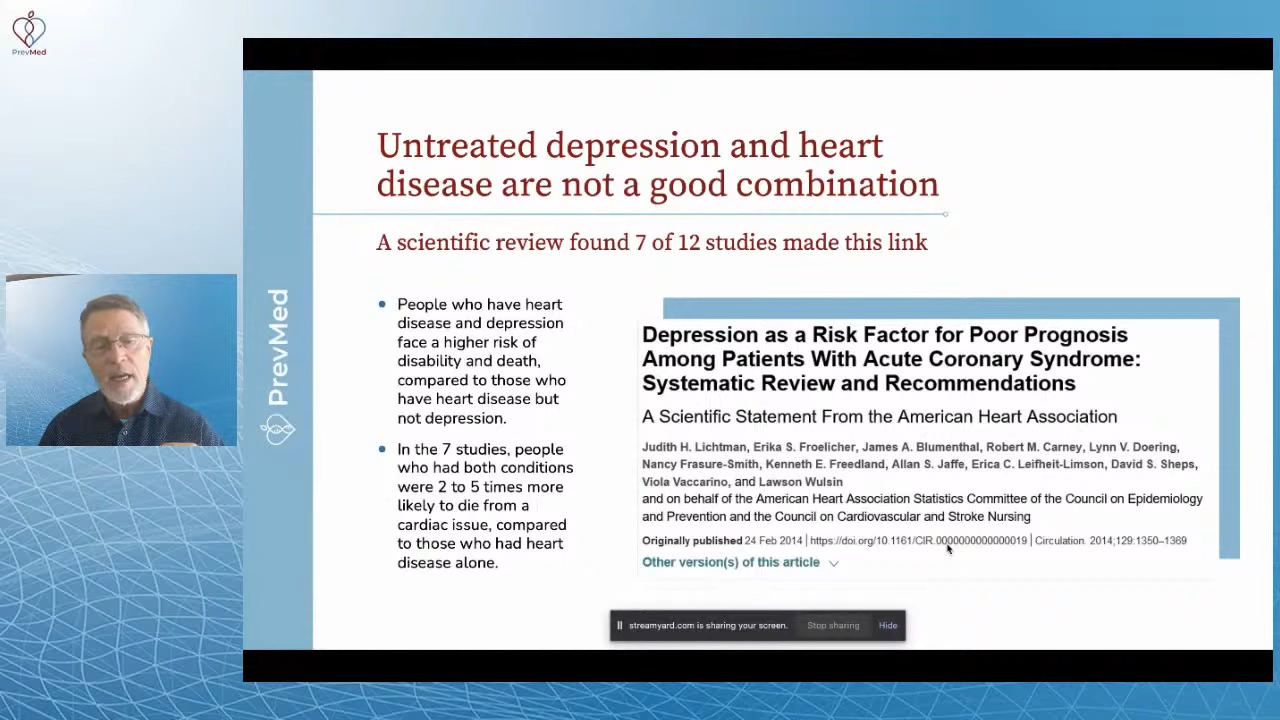 PrevMed
Untreated depression and heart
disease are not a good combination
A scientific review found 7 of 12 studies made this link
People who have heart
disease and depression
face a higher risk of
disability and death,
compared to those who
have heart disease but
not depression.
In the 7 studies, people
who had both conditions
were 2 to 5 times more
likely to die from a
cardiac issue, compared
to those who had heart
disease alone.
PrevMed
Depression as a Risk Factor for Poor Prognosis
Among Patients With Acute Coronary Syndrome:
Systematic Review and Recommendations
A Scientific Statement From the American Heart Association
Judith H. Lichtman, Erika S. Froelicher, James A. Blumenthal, Robert M. Carney, Lynn V. Doering,
Nancy Frasure-Smith, Kenneth E. Freedland, Allan S. Jaffe, Erica C. Leifheit-Limson, David S. Sheps,
Viola Vaccarino, and Lawson Wulsin
and on behalf of the American Heart Association Statistics Committee of the Council on Epidemiology
and Prevention and the Council on Cardiovascular and Stroke Nursing
Originally published 24 Feb 2014 | https://doi.org/10.1161/CIR.0000000000000019 | Circulation. 2014;129:1350–1369
Other version(s) of this article
streamyard.com is sharing your screen. Stop sharing Hide